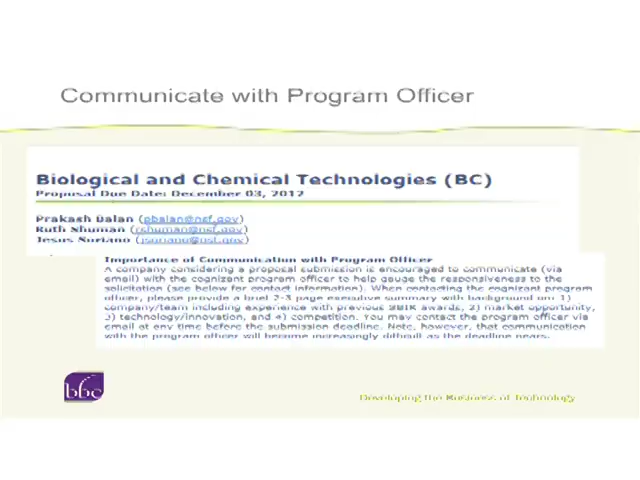 Communicate with Program Officer
Biological and Chemical Technologies (BC)
Proposal Due Date: December 03, 2012
Prakash Balan (pbalan@nsf.gov)
Ruth Shuman (rshuman@nsf.gov)
Jesus Soriano (jsoriano@nsf.gov)
Importance of Communication with Program Officer
A company considering a proposal submission is encouraged to communicate (via
email) with the cognizant program officer to help gauge the responsiveness to the
solicitation (see below for contact information). When contacting the cognizant program
officer, please provide a brief 2-3 page executive summary with background on: 1)
company/team including experience with previous SBIR awards, 2) market opportunity,
3) technology/innovation, and 4) competition. You may contact the program officer via
email at any time before the submission deadline. Note, however, that communication
with the program officer will become increasingly difficult as the deadline nears.
bbc
Developing the Business of Technology